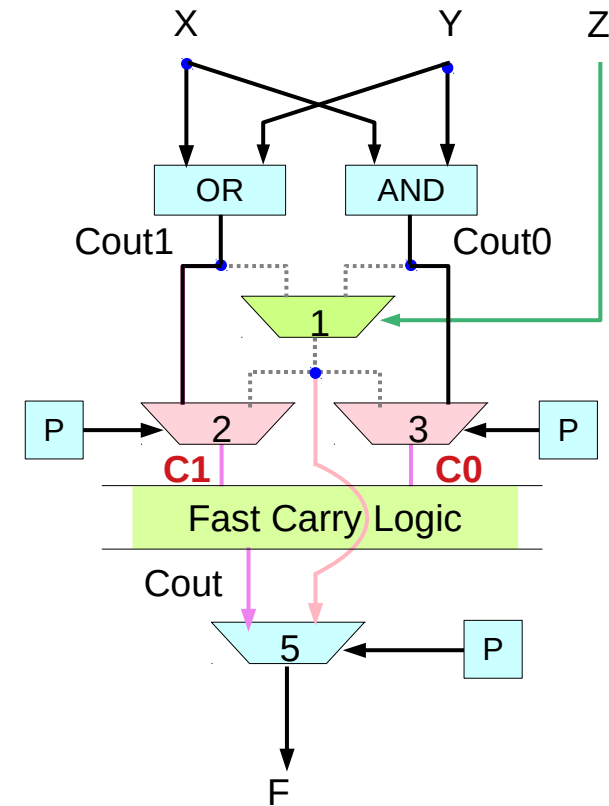 X Y Z
OR AND
Cout1 Cout0
1
P 2 3 P
C1 C0
Fast Carry Logic
Cout
5 P
F